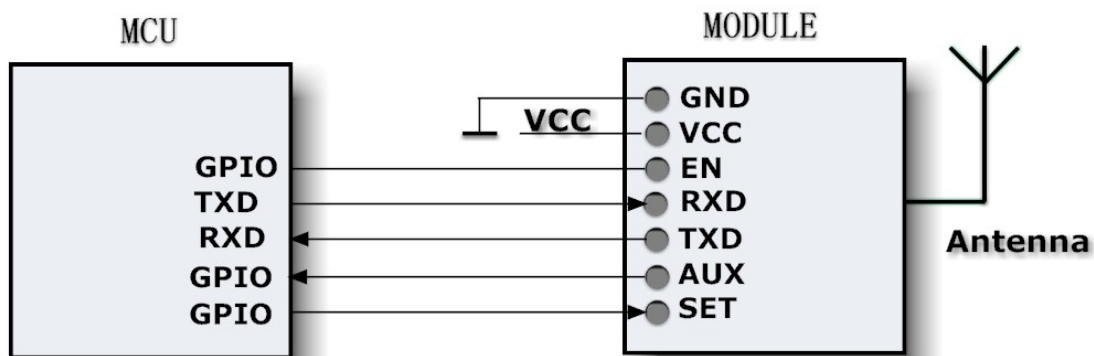 MCU
MODULE
GND
VCC
VCC
GPIO
EN
TXD
RXD
RXD
TXD
GPIO
AUX
GPIO
SET
Antenna